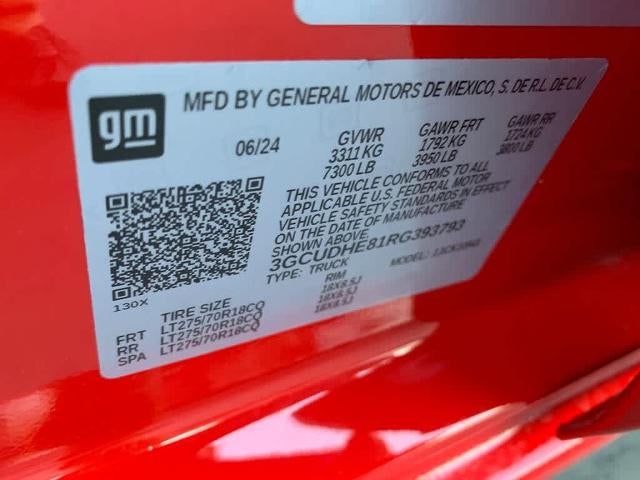 gm
MFD BY GENERAL MOTORS DE MEXICO, S. DE R.L. DE C.V.
06/24 GVWR GAWR FRT GAWR RR
3311 KG 1792 KG 1724 KG
7300 LB 3950 LB 3800 LB
THIS VEHICLE CONFORMS TO ALL
APPLICABLE U.S. FEDERAL MOTOR
VEHICLE SAFETY STANDARDS IN EFFECT
ON THE DATE OF MANUFACTURE
SHOWN ABOVE.
3GCUDHE81RG393793
TYPE: TRUCK MODEL:
130X
TIRE SIZE RIM
FRT LT275/70R18CQ 18X8.5J
RR LT275/70R18CQ 18X8.5J
SPA LT275/70R18CQ 18X8.5J